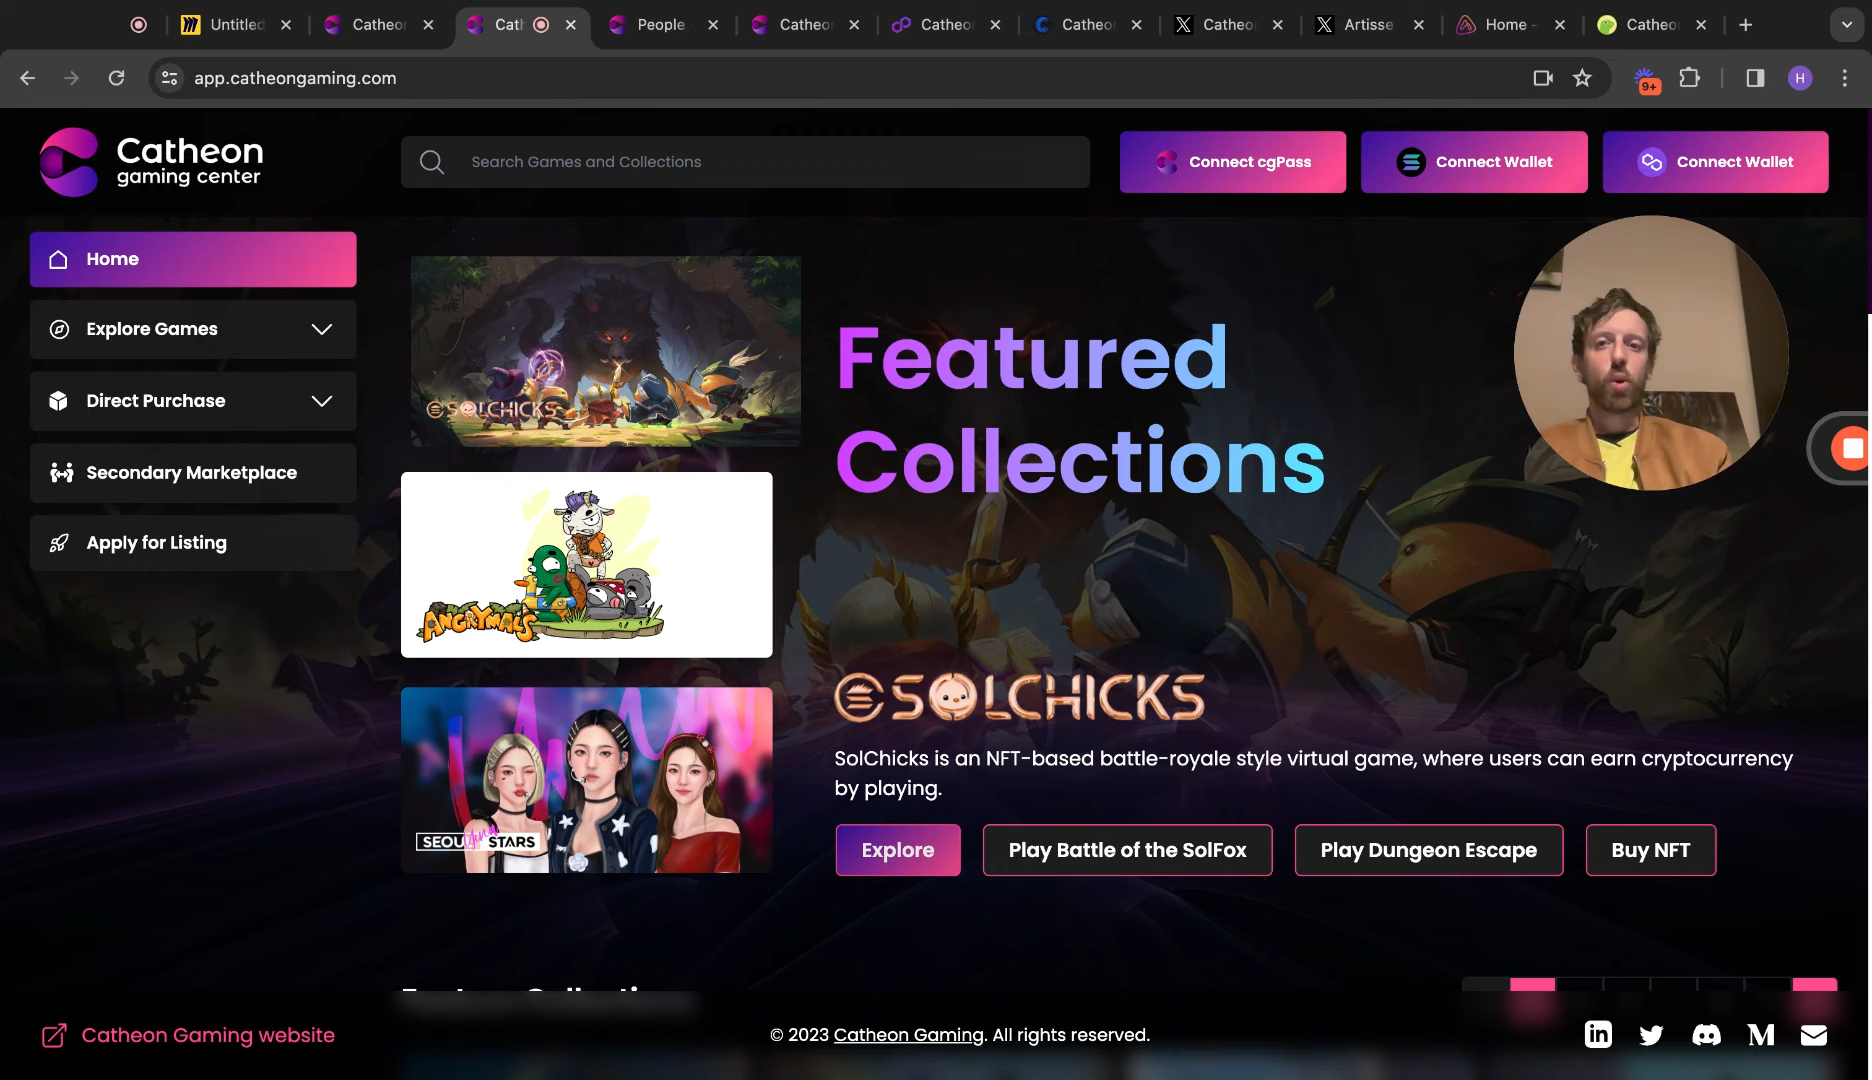 Untitled
Catheon
Cath
People
Catheon
Catheon
Catheon
Catheon
Artisse
Home -
Catheon
app.catheongaming.com
9+
H
Catheon
gaming center
Search Games and Collections
Connect cgPass
Connect Wallet
Connect Wallet
Home
Explore Games
Direct Purchase
Secondary Marketplace
Apply for Listing
SOLCHICKS
ANGRYMALS
SEOUL STARS
Featured
Collections
SOLCHICKS
SolChicks is an NFT-based battle-royale style virtual game, where users can earn cryptocurrency
by playing.
Explore
Play Battle of the SolFox
Play Dungeon Escape
Buy NFT
Catheon Gaming website
© 2023 Catheon Gaming. All rights reserved.